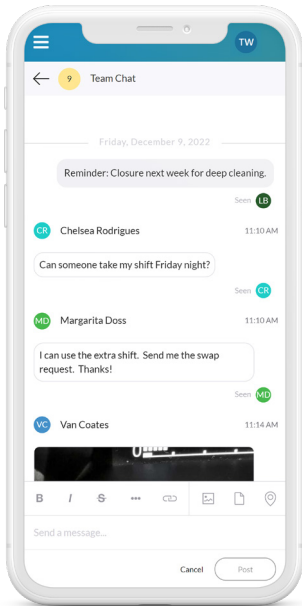 TW
9 Team Chat
Friday, December 9, 2022
Reminder: Closure next week for deep cleaning.
Seen LB
CR Chelsea Rodrigues 11:10 AM
Can someone take my shift Friday night?
Seen CR
MD Margarita Doss 11:10 AM
I can use the extra shift. Send me the swap
request. Thanks!
Seen MD
VC Van Coates 11:14 AM
B I S ...
Send a message...
Cancel Post